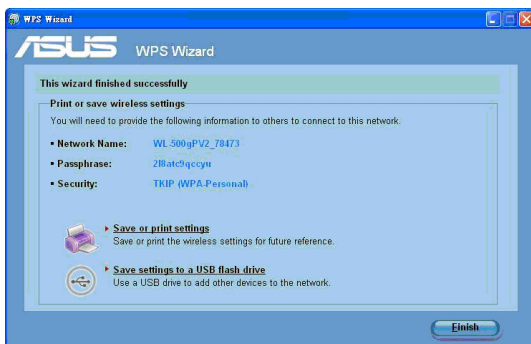 WPS Wizard
ASUS WPS Wizard
This wizard finished successfully
Print or save wireless settings
You will need to provide the following information to others to connect to this network.
▪ Network Name: WL-500gPV2_78473
▪ Passphrase: 2l8atc9qccyu
▪ Security: TKIP (WPA-Personal)
Save or print settings
Save or print the wireless settings for future reference.
Save settings to a USB flash drive
Use a USB drive to add other devices to the network.
Finish